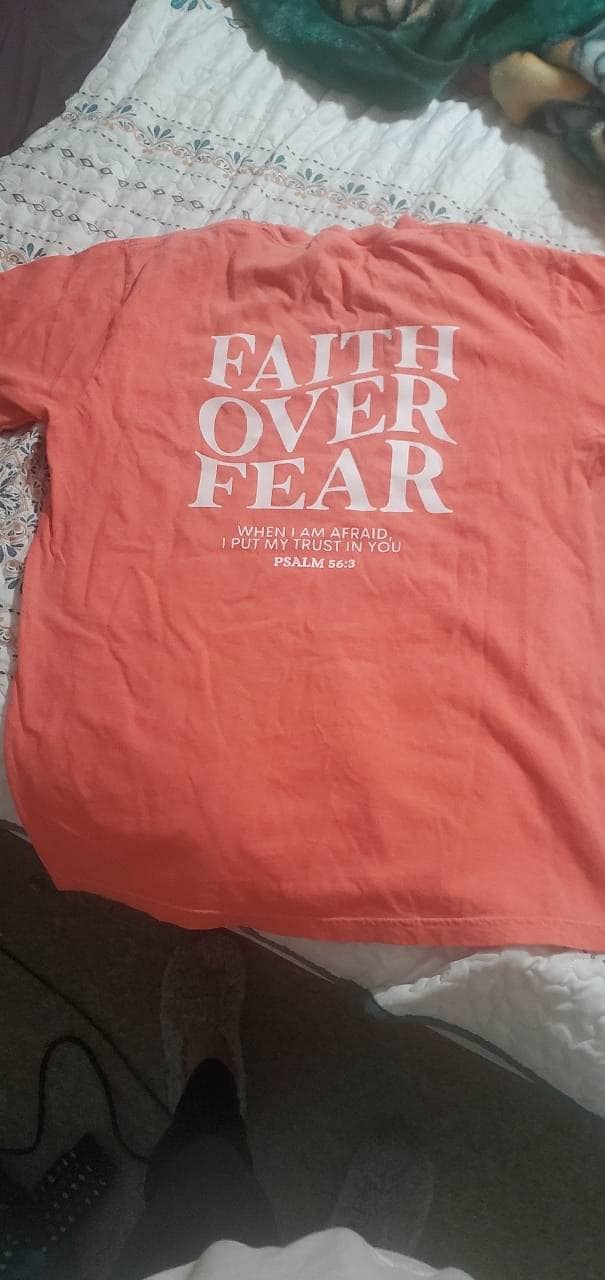 FAITH
OVER
FEAR
WHEN I AM AFRAID,
I PUT MY TRUST IN YOU
PSALM 56:3